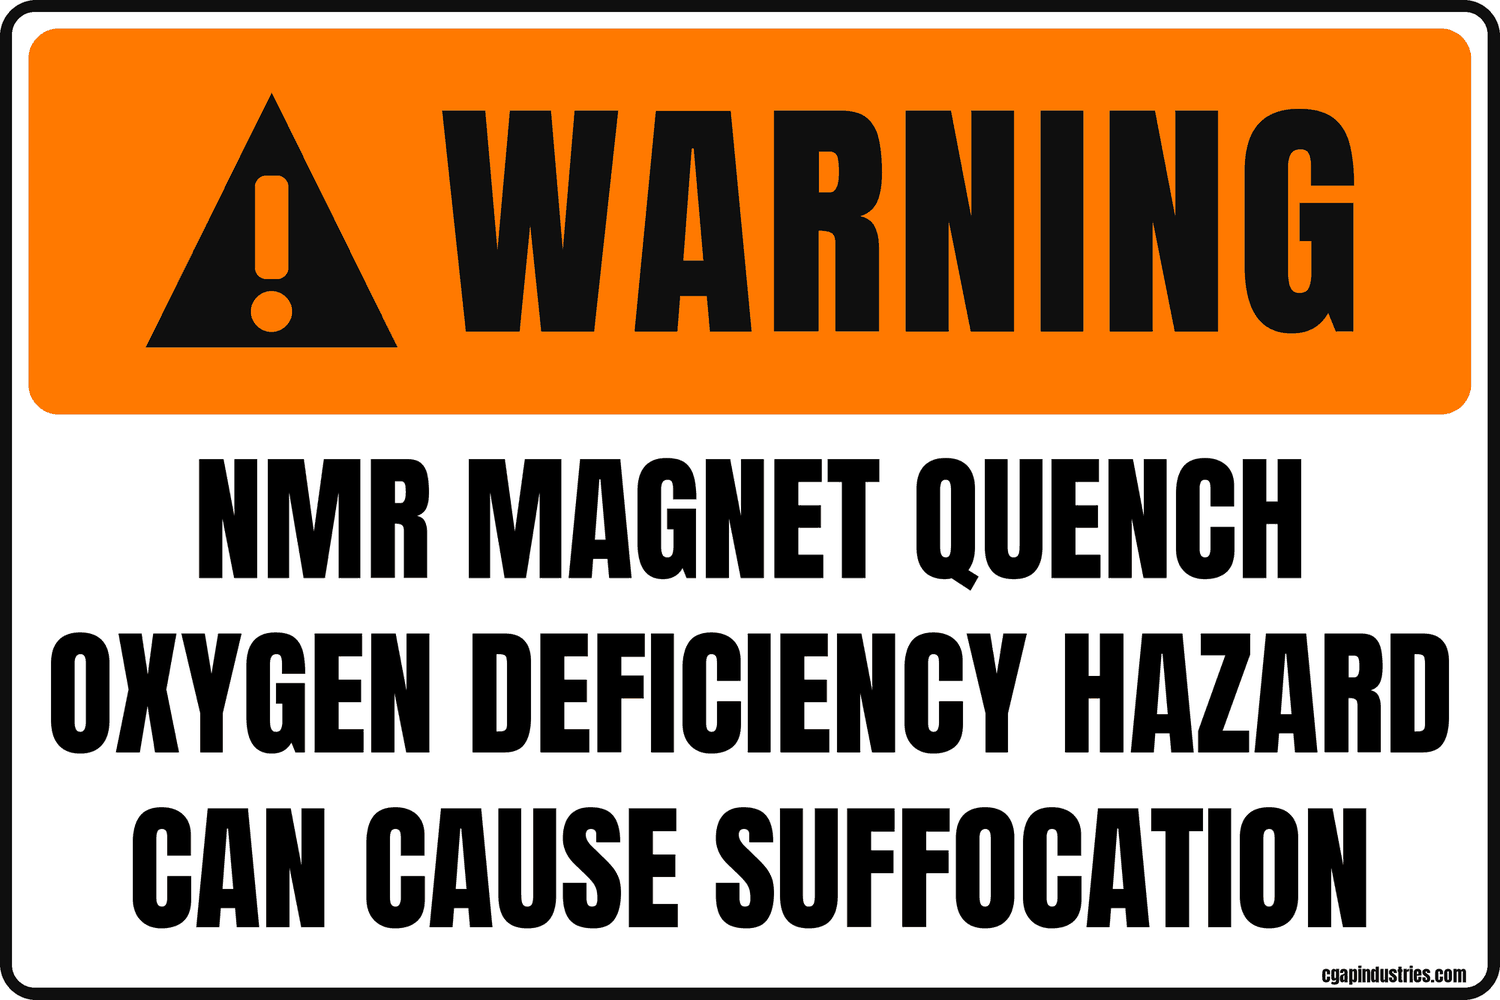 WARNING
NMR MAGNET QUENCH
OXYGEN DEFICIENCY HAZARD
CAN CAUSE SUFFOCATION
cgapindustries.com